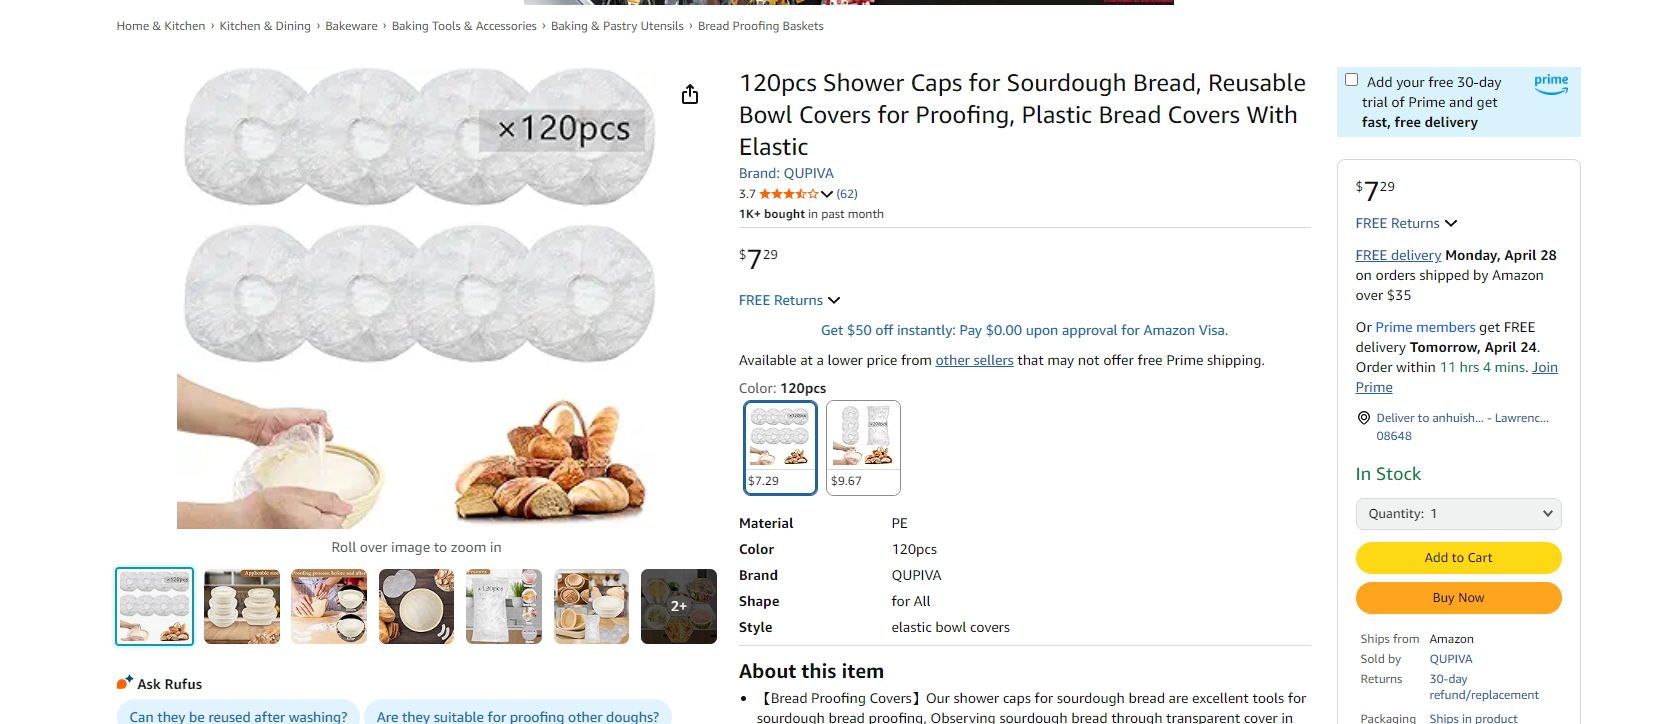 Home & Kitchen › Kitchen & Dining › Bakeware › Baking Tools & Accessories › Baking & Pastry Utensils › Bread Proofing Baskets
×120pcs
Roll over image to zoom in
2+
Ask Rufus
Can they be reused after washing?
Are they suitable for proofing other doughs?
120pcs Shower Caps for Sourdough Bread, Reusable
Bowl Covers for Proofing, Plastic Bread Covers With
Elastic
Brand: QUPIVA
3.7 (62)
1K+ bought in past month
$7.29
FREE Returns
Get $50 off instantly: Pay $0.00 upon approval for Amazon Visa.
Available at a lower price from other sellers that may not offer free Prime shipping.
Color: 120pcs
$7.29
$9.67
Material PE
Color 120pcs
Brand QUPIVA
Shape for All
Style elastic bowl covers
About this item
• 【Bread Proofing Covers】Our shower caps for sourdough bread are excellent tools for
sourdough bread proofing, Observing sourdough bread through transparent cover in
Add your free 30-day
trial of Prime and get
fast, free delivery
prime
$7 29
FREE Returns
FREE delivery Monday, April 28
on orders shipped by Amazon
over $35
Or Prime members get FREE
delivery Tomorrow, April 24.
Order within 11 hrs 4 mins. Join
Prime
Deliver to anhuish... - Lawrenc...
08648
In Stock
Quantity: 1
Add to Cart
Buy Now
Ships from Amazon
Sold by QUPIVA
Returns 30-day
refund/replacement
Packaging Ships in product